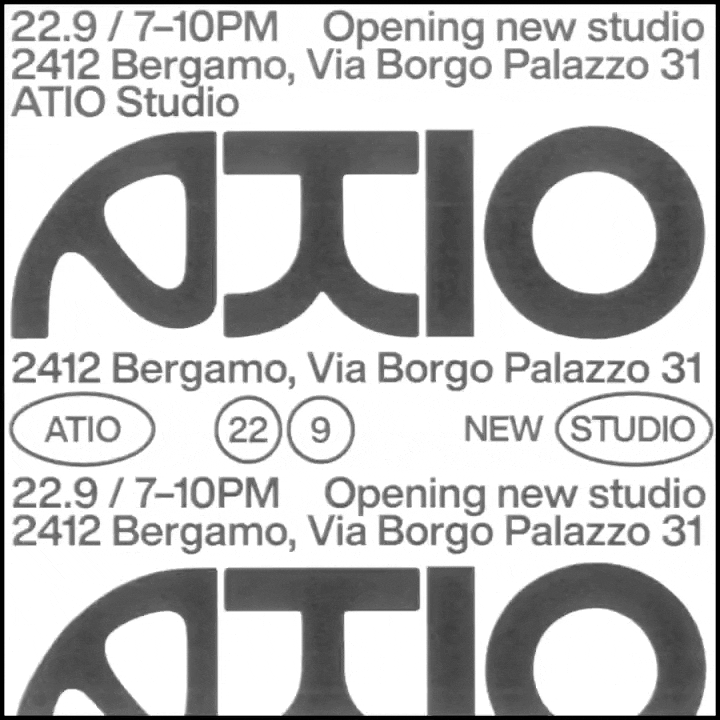 22.9 / 7–10PM Opening new studio
2412 Bergamo, Via Borgo Palazzo 31
ATIO Studio
ATIO
2412 Bergamo, Via Borgo Palazzo 31
ATIO 22 9 NEW STUDIO
22.9 / 7–10PM Opening new studio
2412 Bergamo, Via Borgo Palazzo 31
ATIO